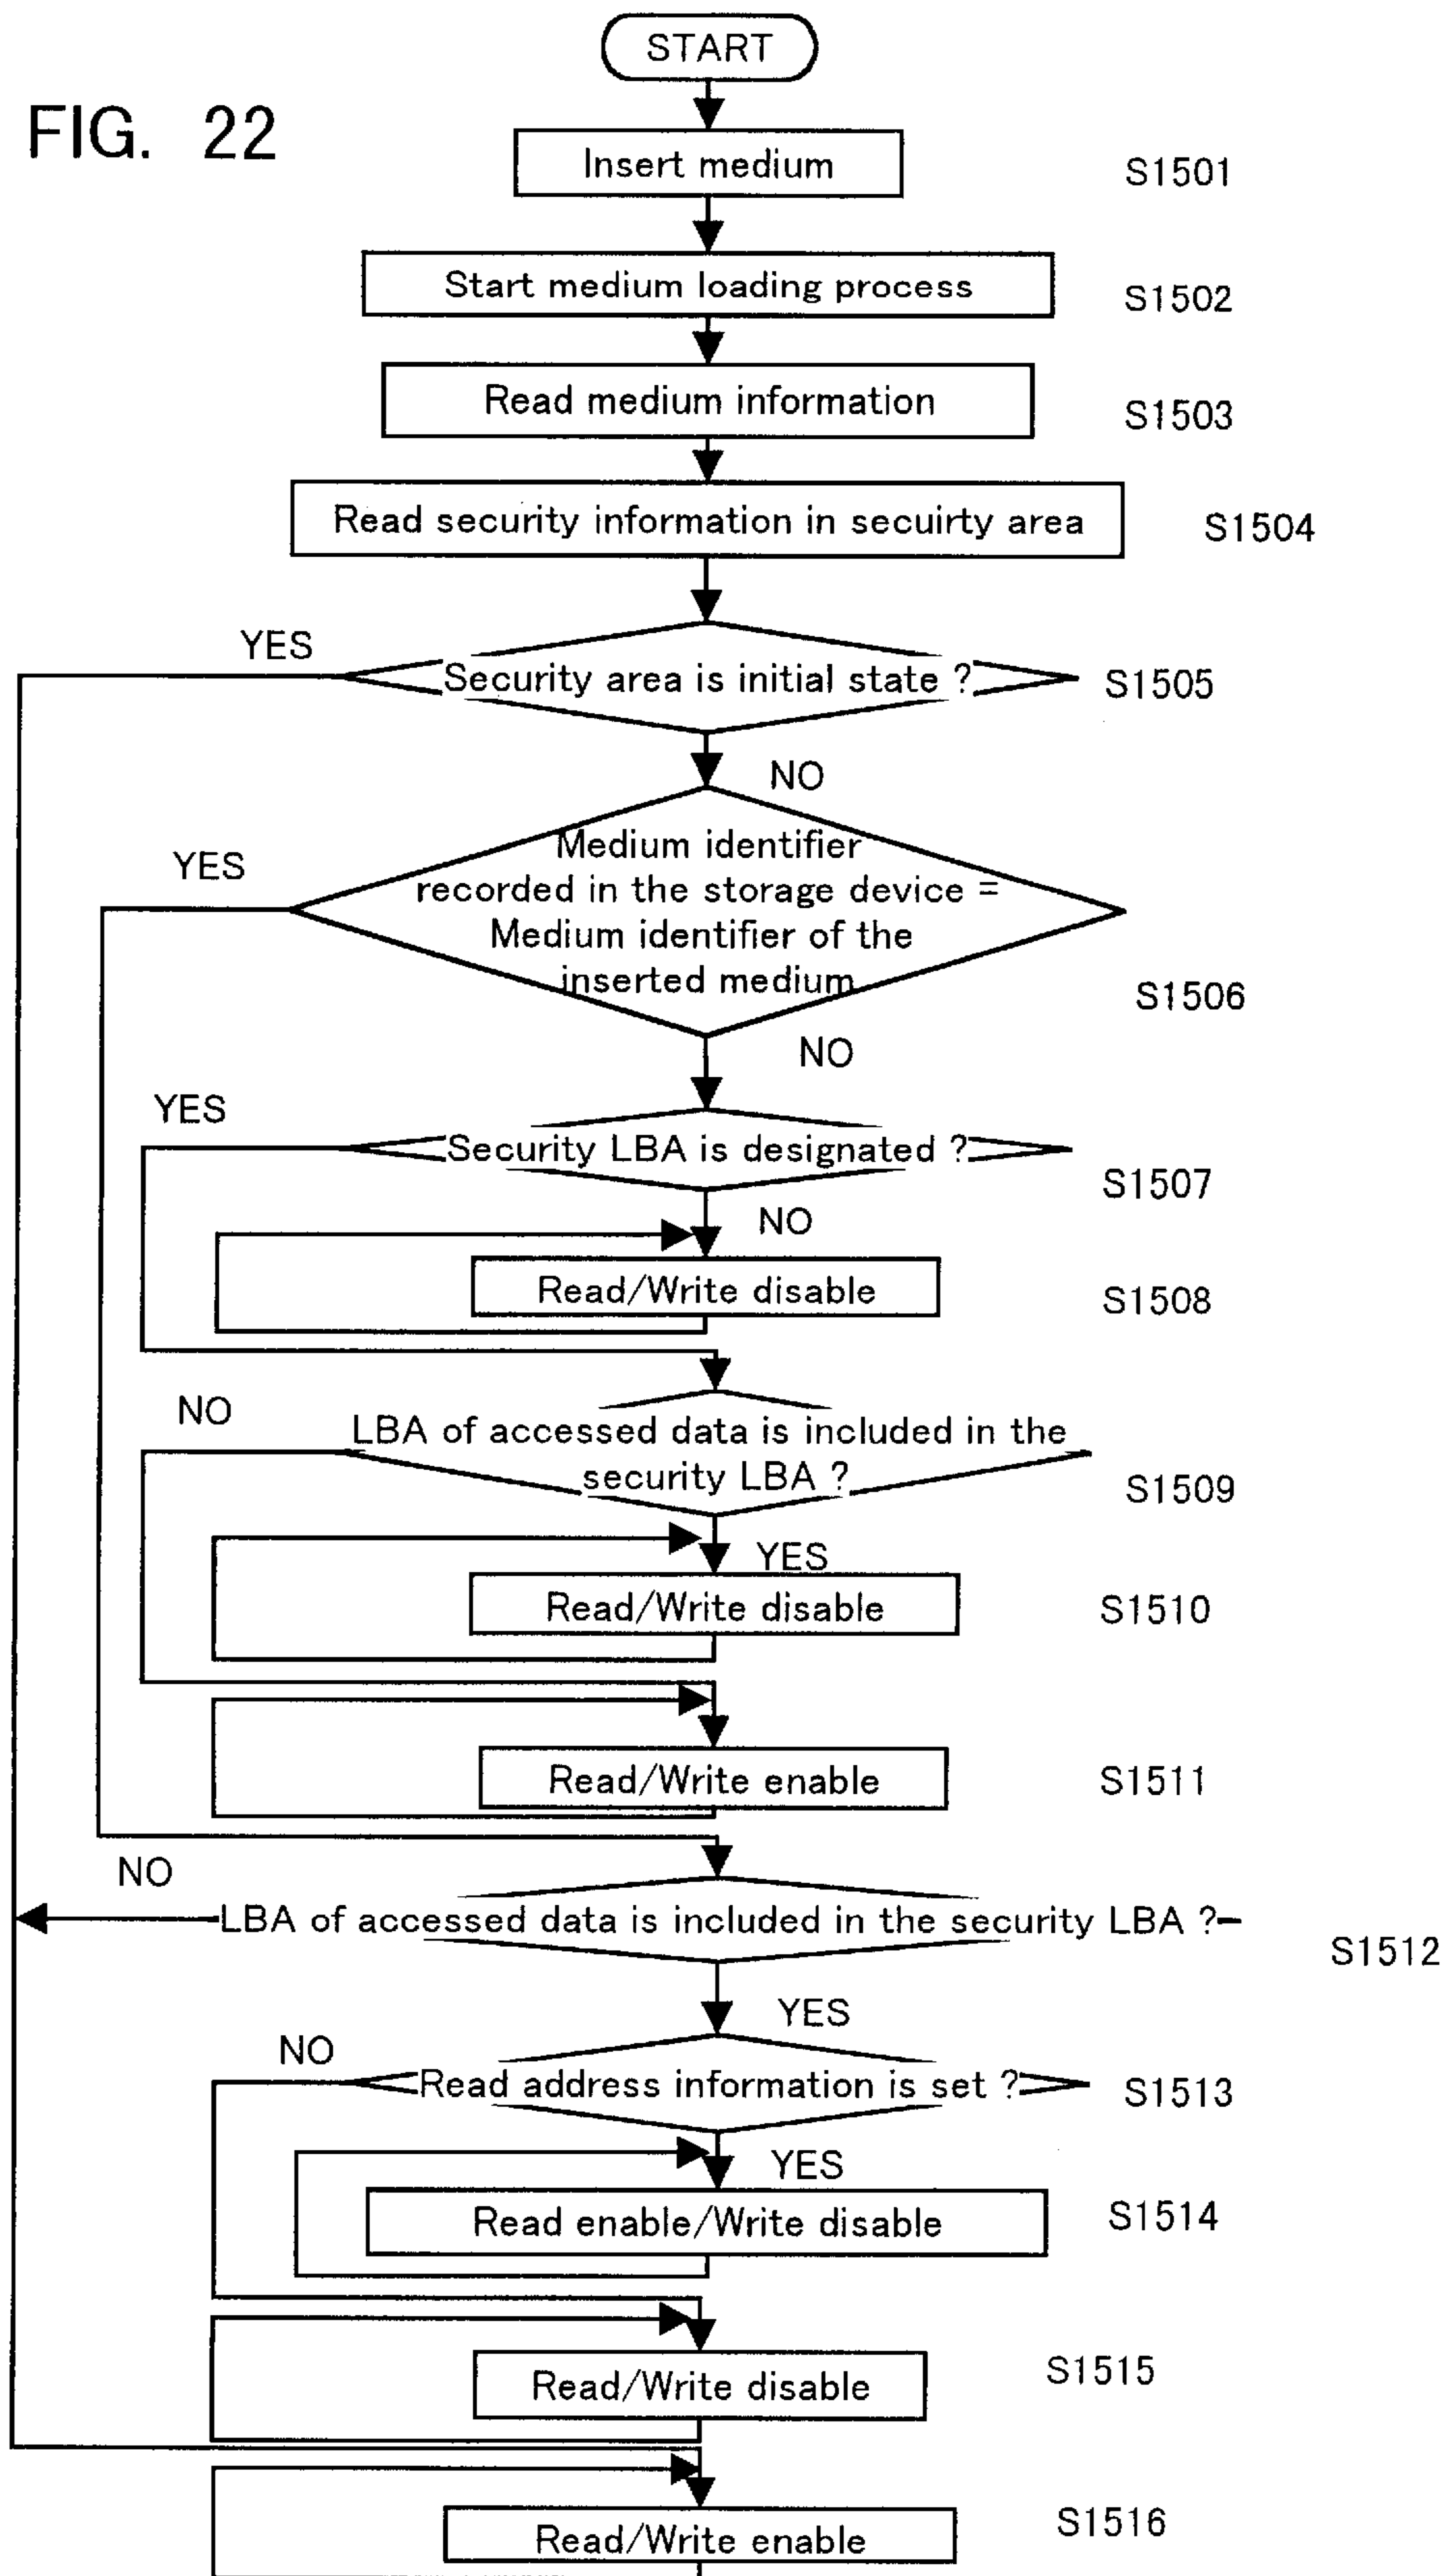 START
FIG. 22
Insert medium
S1501
Start medium loading process
S1502
Read medium information
S1503
Read security information in secuirty area
S1504
YES
Security area is initial state ?
S1505
NO
YES
Medium identifier
recorded in the storage device =
Medium identifier of the
inserted medium
S1506
NO
YES
Security LBA is designated ?
S1507
NO
Read/Write disable
S1508
NO
LBA of accessed data is included in the
security LBA ?
S1509
YES
Read/Write disable
S1510
Read/Write enable
S1511
NO
LBA of accessed data is included in the security LBA ?
S1512
YES
NO
Read address information is set ?
S1513
YES
Read enable/Write disable
S1514
Read/Write disable
S1515
Read/Write enable
S1516